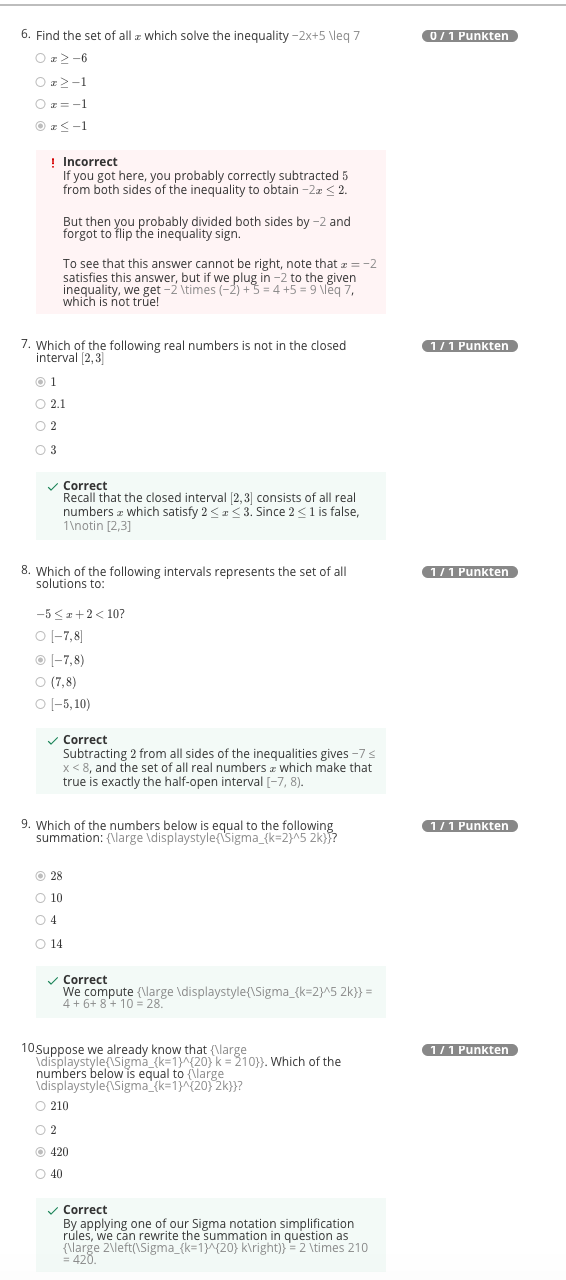 6. Find the set of all x which solve the inequality −2x+5 \leq 7
0 / 1 Punkten
x ≥ −6
x ≥ −1
x = −1
x ≤ −1
! Incorrect
If you got here, you probably correctly subtracted 5
from both sides of the inequality to obtain −2x ≤ 2.
But then you probably divided both sides by −2 and
forgot to flip the inequality sign.
To see that this answer cannot be right, note that x = −2
satisfies this answer, but if we plug in −2 to the given
inequality, we get −2 \times (−2) + 5 = 4 +5 = 9 \leq 7,
which is not true!
7. Which of the following real numbers is not in the closed
interval [2,3]
1 / 1 Punkten
1
2.1
2
3
✓ Correct
Recall that the closed interval [2,3] consists of all real
numbers x which satisfy 2 ≤ x ≤ 3. Since 2 ≤ 1 is false,
1\notin [2,3]
8. Which of the following intervals represents the set of all
solutions to:
1 / 1 Punkten
−5 ≤ x + 2 < 10?
[−7,8]
[−7,8)
(7,8)
[−5,10)
✓ Correct
Subtracting 2 from all sides of the inequalities gives −7 ≤
x < 8, and the set of all real numbers x which make that
true is exactly the half-open interval [−7, 8).
9. Which of the numbers below is equal to the following
summation: {\large \displaystyle{\Sigma_{k=2}^5 2k}}?
1 / 1 Punkten
28
10
4
14
✓ Correct
We compute {\large \displaystyle{\Sigma_{k=2}^5 2k}} =
4 + 6+ 8 + 10 = 28.
10. Suppose we already know that {\large
\displaystyle{\Sigma_{k=1}^{20} k = 210}}. Which of the
numbers below is equal to {\large
\displaystyle{\Sigma_{k=1}^{20} 2k}}?
1 / 1 Punkten
210
2
420
40
✓ Correct
By applying one of our Sigma notation simplification
rules, we can rewrite the summation in question as
{\large 2\left(\Sigma_{k=1}^{20} k\right)} = 2 \times 210
= 420.